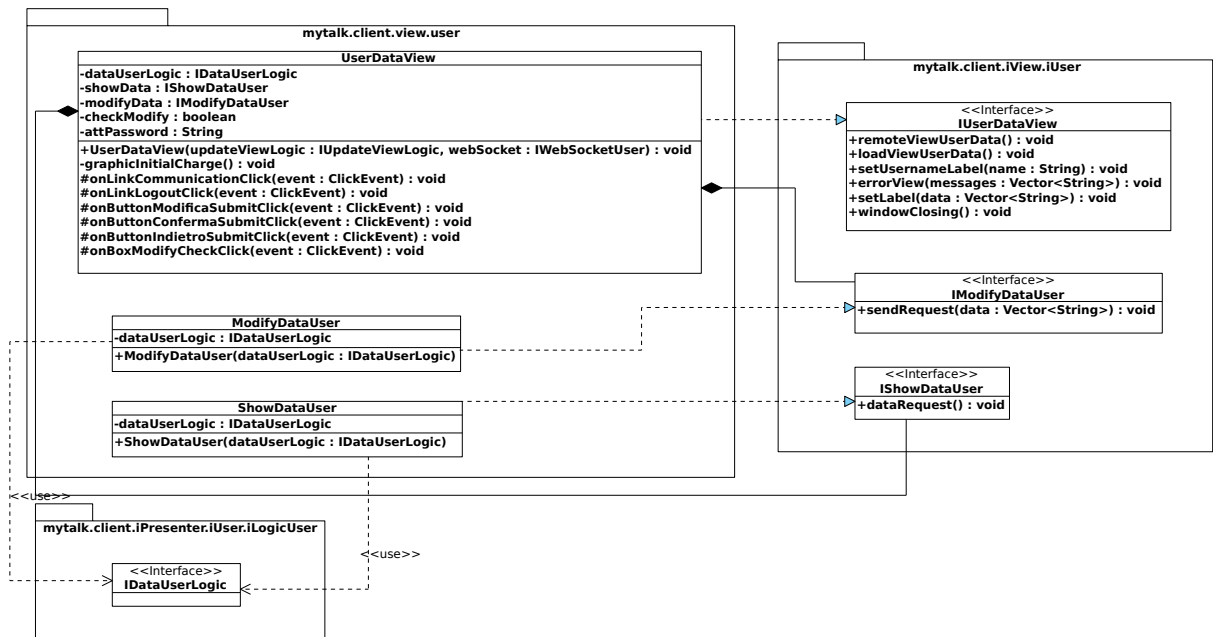 mytalk.client.view.user
UserDataView
-dataUserLogic : IDataUserLogic
-showData : IShowDataUser
-modifyData : IModifyDataUser
-checkModify : boolean
-attPassword : String
+UserDataView(updateViewLogic : IUpdateViewLogic, webSocket : IWebSocketUser) : void
-graphicInitialCharge() : void
#onLinkCommunicationClick(event : ClickEvent) : void
#onLinkLogoutClick(event : ClickEvent) : void
#onButtonModificaSubmitClick(event : ClickEvent) : void
#onButtonConfermaSubmitClick(event : ClickEvent) : void
#onButtonIndietroSubmitClick(event : ClickEvent) : void
#onBoxModifyCheckClick(event : ClickEvent) : void
ModifyDataUser
-dataUserLogic : IDataUserLogic
+ModifyDataUser(dataUserLogic : IDataUserLogic)
ShowDataUser
-dataUserLogic : IDataUserLogic
+ShowDataUser(dataUserLogic : IDataUserLogic)
mytalk.client.iView.iUser
<<Interface>>
IUserDataView
+remoteViewUserData() : void
+loadViewUserData() : void
+setUsernameLabel(name : String) : void
+errorView(messages : Vector<String>) : void
+setLabel(data : Vector<String>) : void
+windowClosing() : void
<<Interface>>
IModifyDataUser
+sendRequest(data : Vector<String>) : void
<<Interface>>
IShowDataUser
+dataRequest() : void
<<use>>
mytalk.client.iPresenter.iUser.iLogicUser
<<use>>
<<Interface>>
IDataUserLogic